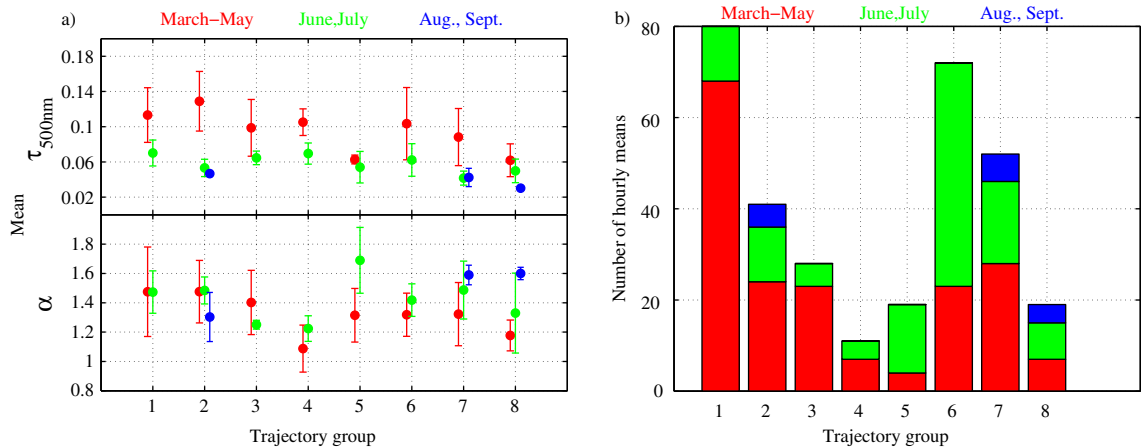 a) March−May June,July Aug., Sept.
0.18
0.14
0.10
0.06
0.02
τ500nm
Mean
1.8
1.6
1.4
1.2
1
0.8
α
1 2 3 4 5 6 7 8
Trajectory group
b) March−May June,July Aug., Sept.
80
60
40
20
0
Number of hourly means
1 2 3 4 5 6 7 8
Trajectory group